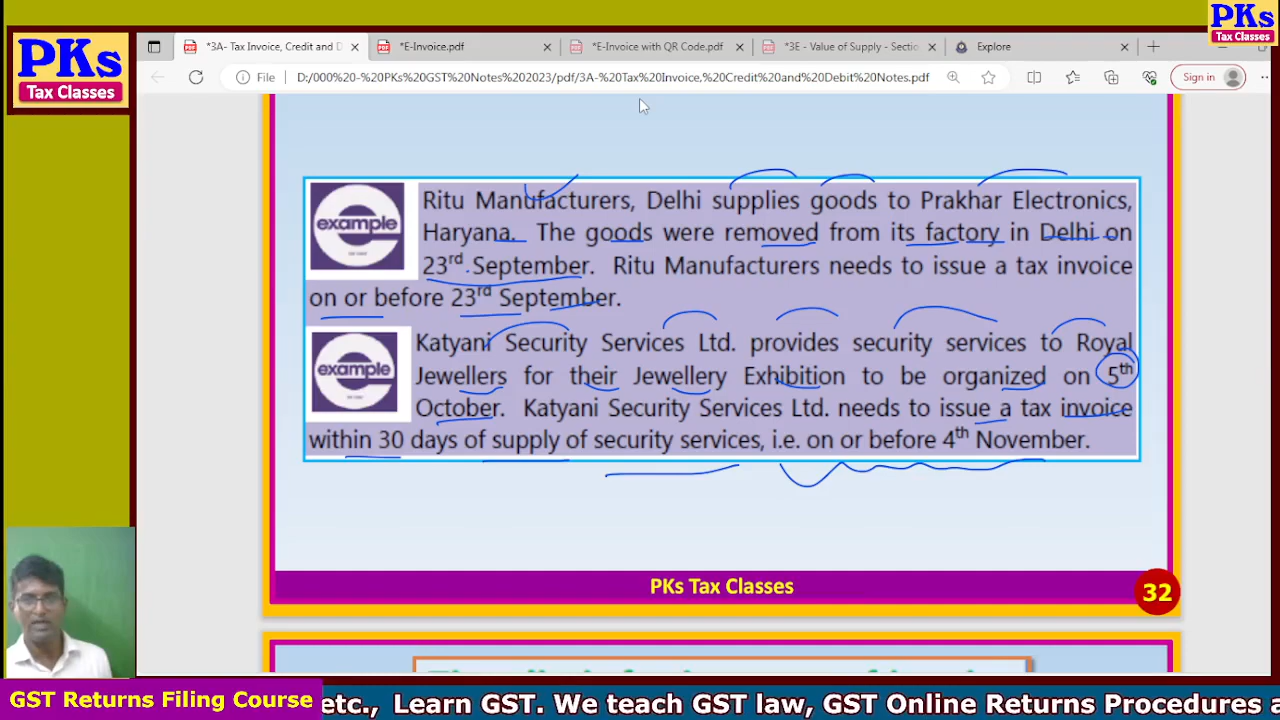 PKs
Tax Classes
*3A- Tax Invoice, Credit and D
*E-Invoice.pdf
*E-Invoice with QR Code.pdf
*3E - Value of Supply - Sectio
Explore
PKs
Tax Classes
File
D:/000%20-%20PKs%20GST%20Notes%202023/pdf/3A-%20Tax%20Invoice,%20Credit%20and%20Debit%20Notes.pdf
Sign in
example
Ritu Manufacturers, Delhi supplies goods to Prakhar Electronics,
Haryana. The goods were removed from its factory in Delhi on
23rd September. Ritu Manufacturers needs to issue a tax invoice
on or before 23rd September.
example
Katyani Security Services Ltd. provides security services to Royal
Jewellers for their Jewellery Exhibition to be organized on 5th
October. Katyani Security Services Ltd. needs to issue a tax invoice
within 30 days of supply of security services, i.e. on or before 4th November.
PKs Tax Classes
32
GST Returns Filing Course
etc., Learn GST. We teach GST law, GST Online Returns Procedures a